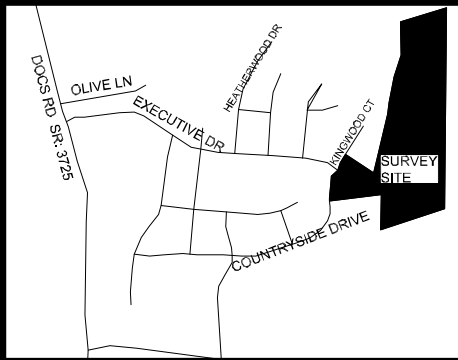 OLIVE LN
HEATHERWOOD DR
DOCS RD SR: 3725
EXECUTIVE DR
KINGWOOD CT
SURVEY
SITE
COUNTRYSIDE DRIVE